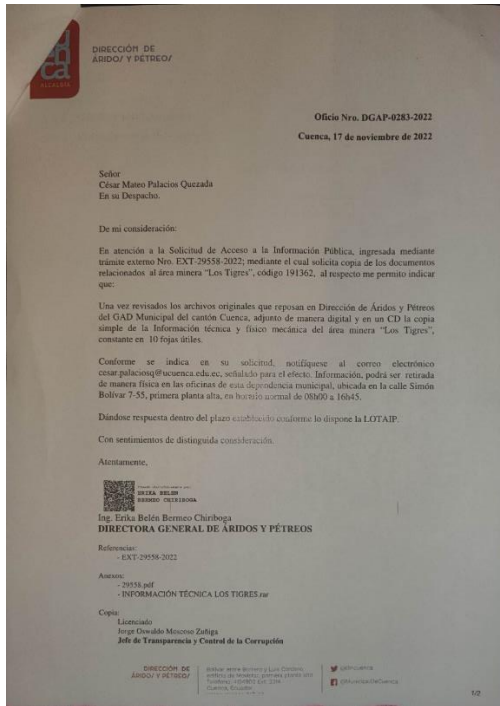 ALCALDÍA
DIRECCIÓN DE
ÁRIDOS Y PÉTREOS
Oficio Nro. DGAP-0283-2022
Cuenca, 17 de noviembre de 2022
Señor
César Mateo Palacios Quezada
En su Despacho.
De mi consideración:
En atención a la Solicitud de Acceso a la Información Pública, ingresada mediante
trámite externo Nro. EXT-29558-2022; mediante el cual solicita copia de los documentos
relacionados al área minera "Los Tigres", código 191362, al respecto me permito indicar
que:
Una vez revisados los archivos originales que reposan en Dirección de Áridos y Pétreos
del GAD Municipal del cantón Cuenca, adjunto de manera digital y en un CD la copia
simple de la Información técnica y físico mecánica del área minera "Los Tigres",
constante en 10 fojas útiles.
Conforme se indica en su solicitud, notifíquese al correo electrónico
cesar.palaciosq@ucuenca.edu.ec, señalado para el efecto. Información, podrá ser retirada
de manera física en las oficinas de esta dependencia municipal, ubicada en la calle Simón
Bolívar 7-55, primera planta alta, en horario normal de 08h00 a 16h45.
Dándose respuesta dentro del plazo establecido conforme lo dispone la LOTAIP.
Con sentimientos de distinguida consideración.
Atentamente,
ERIKA BELEN
BERMEO CHIRIBOGA
Ing. Erika Belén Bermeo Chiriboga
DIRECTORA GENERAL DE ÁRIDOS Y PÉTREOS
Referencias:
- EXT-29558-2022
Anexos:
- 29558.pdf
- INFORMACIÓN TÉCNICA LOS TIGRES.rar
Copia:
Licenciado
Jorge Oswaldo Moscoso Zuñiga
Jefe de Transparencia y Control de la Corrupción
DIRECCIÓN DE
ÁRIDOS Y PÉTREOS
Cuenca, Ecuador
1/2